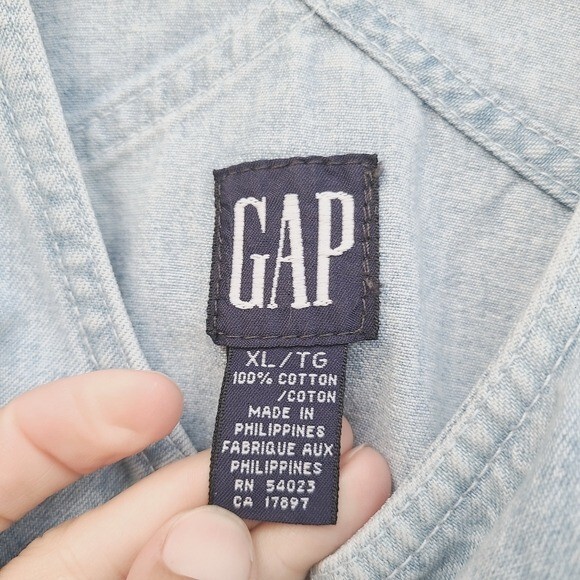 GAP
XL/TG
100% COTTON
/COTON
MADE IN
PHILIPPINES
FABRIQUE AUX
PHILIPPINES
RN 54023
CA 17897